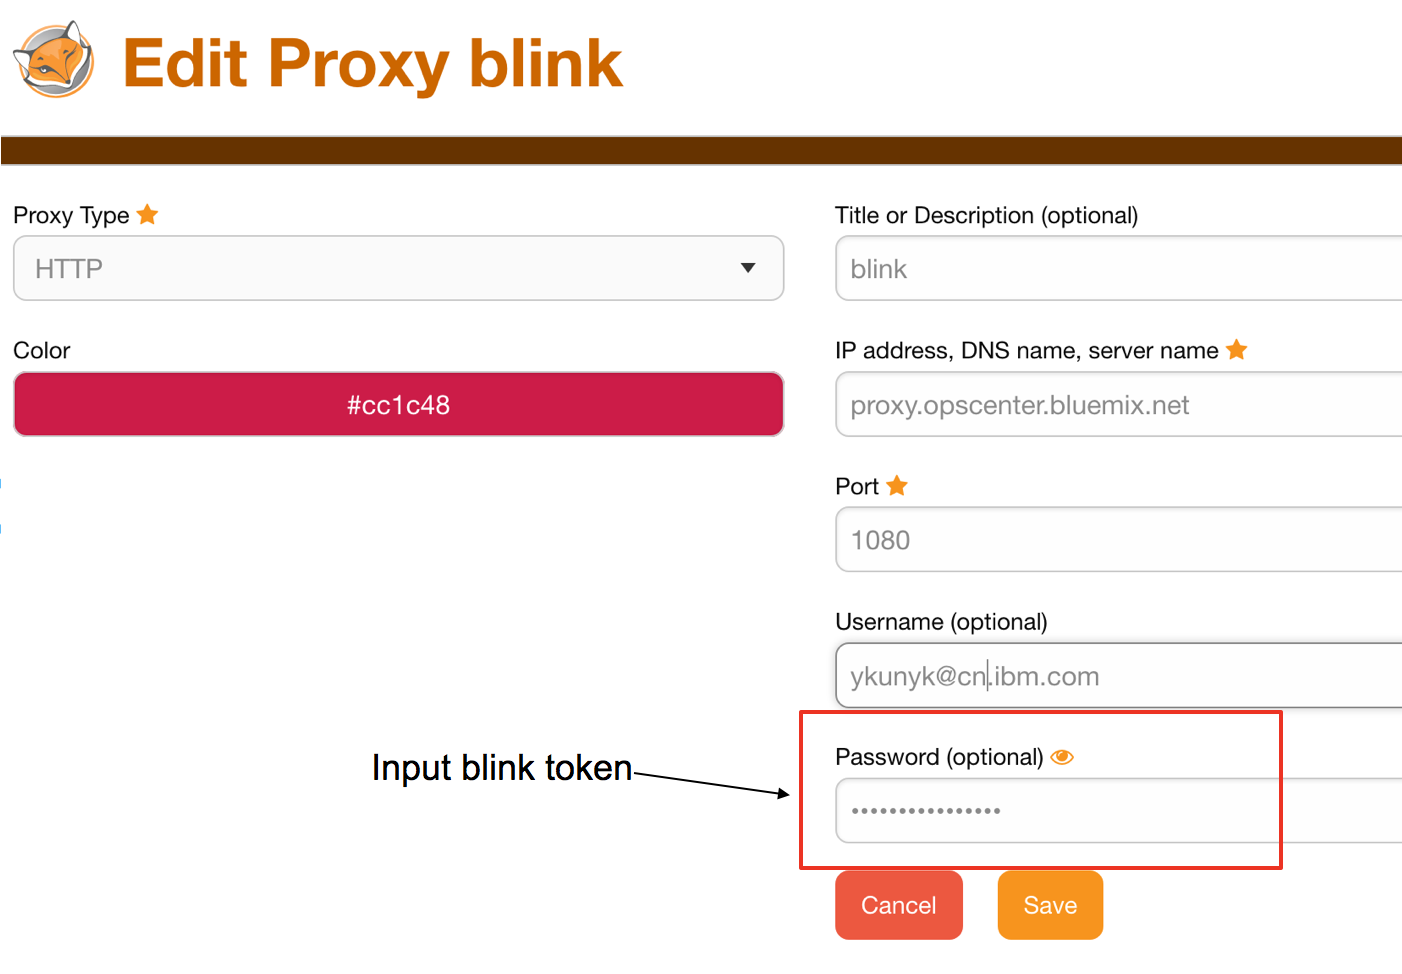 Edit Proxy blink
Proxy Type
HTTP
Color
#cc1c48
Title or Description (optional)
blink
IP address, DNS name, server name
proxy.opscenter.bluemix.net
Port
1080
Username (optional)
ykunyk@cn.ibm.com
Input blink token
Password (optional)
••••••••••••••••
Cancel
Save